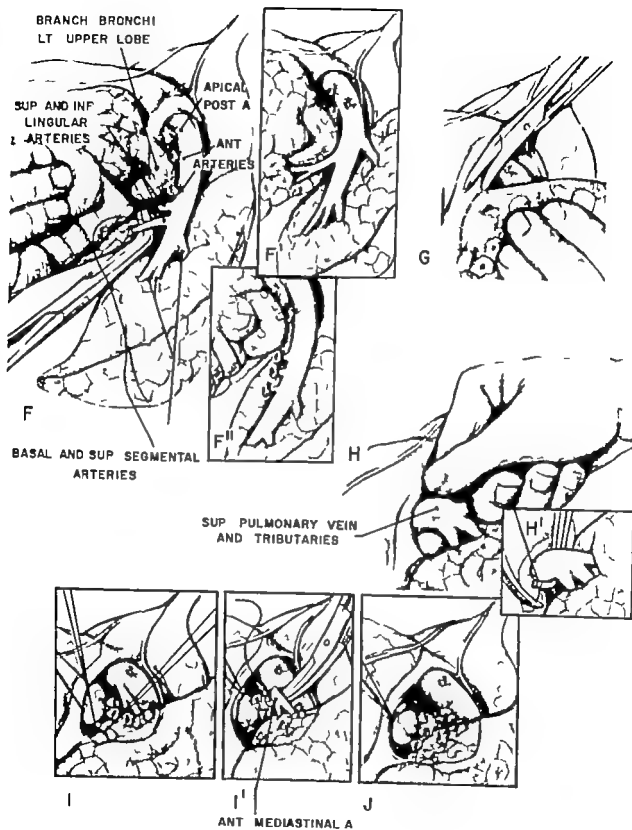 BRANCH BRONCHI
LT UPPER LOBE
APICAL
POST A
SUP AND INF
LINGULAR
ARTERIES
ANT
ARTERIES
F
G
F
F"
H
BASAL AND SUP SEGMENTAL
ARTERIES
SUP PULMONARY VEIN
AND TRIBUTARIES
H'
I
I'
J
ANT MEDIASTINAL A